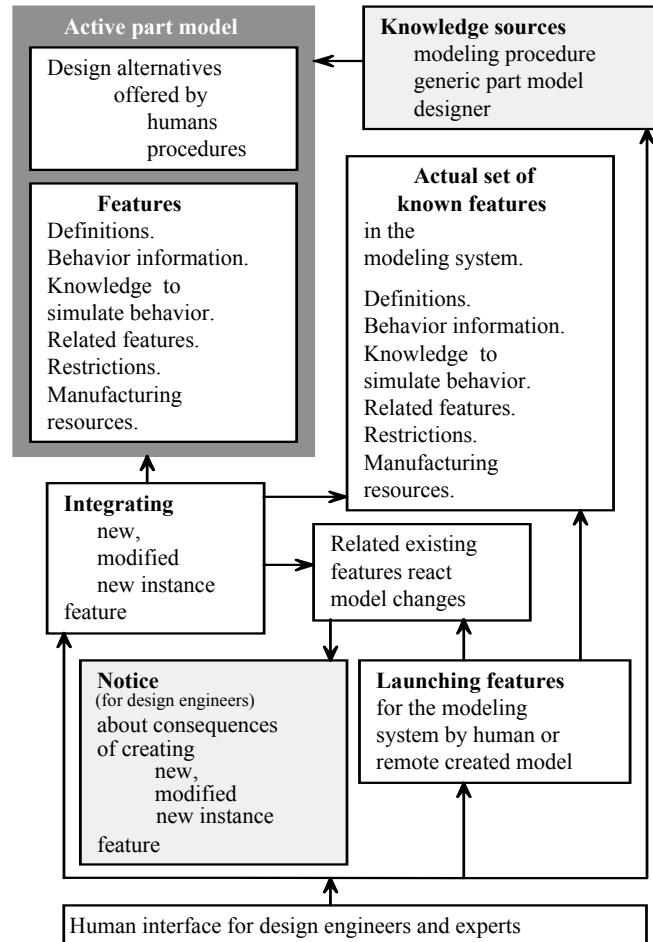 Active part model
Design alternatives
offered by
humans
procedures
Features
Definitions.
Behavior information.
Knowledge to
simulate behavior.
Related features.
Restrictions.
Manufacturing
resources.
Knowledge sources
modeling procedure
generic part model
designer
Actual set of
known features
in the
modeling system.
Definitions.
Behavior information.
Knowledge to
simulate behavior.
Related features.
Restrictions.
Manufacturing
resources.
Integrating
new,
modified
new instance
feature
Related existing
features react
model changes
Notice
(for design engineers)
about consequences
of creating
new,
modified
new instance
feature
Launching features
for the modeling
system by human or
remote created model
Human interface for design engineers and experts